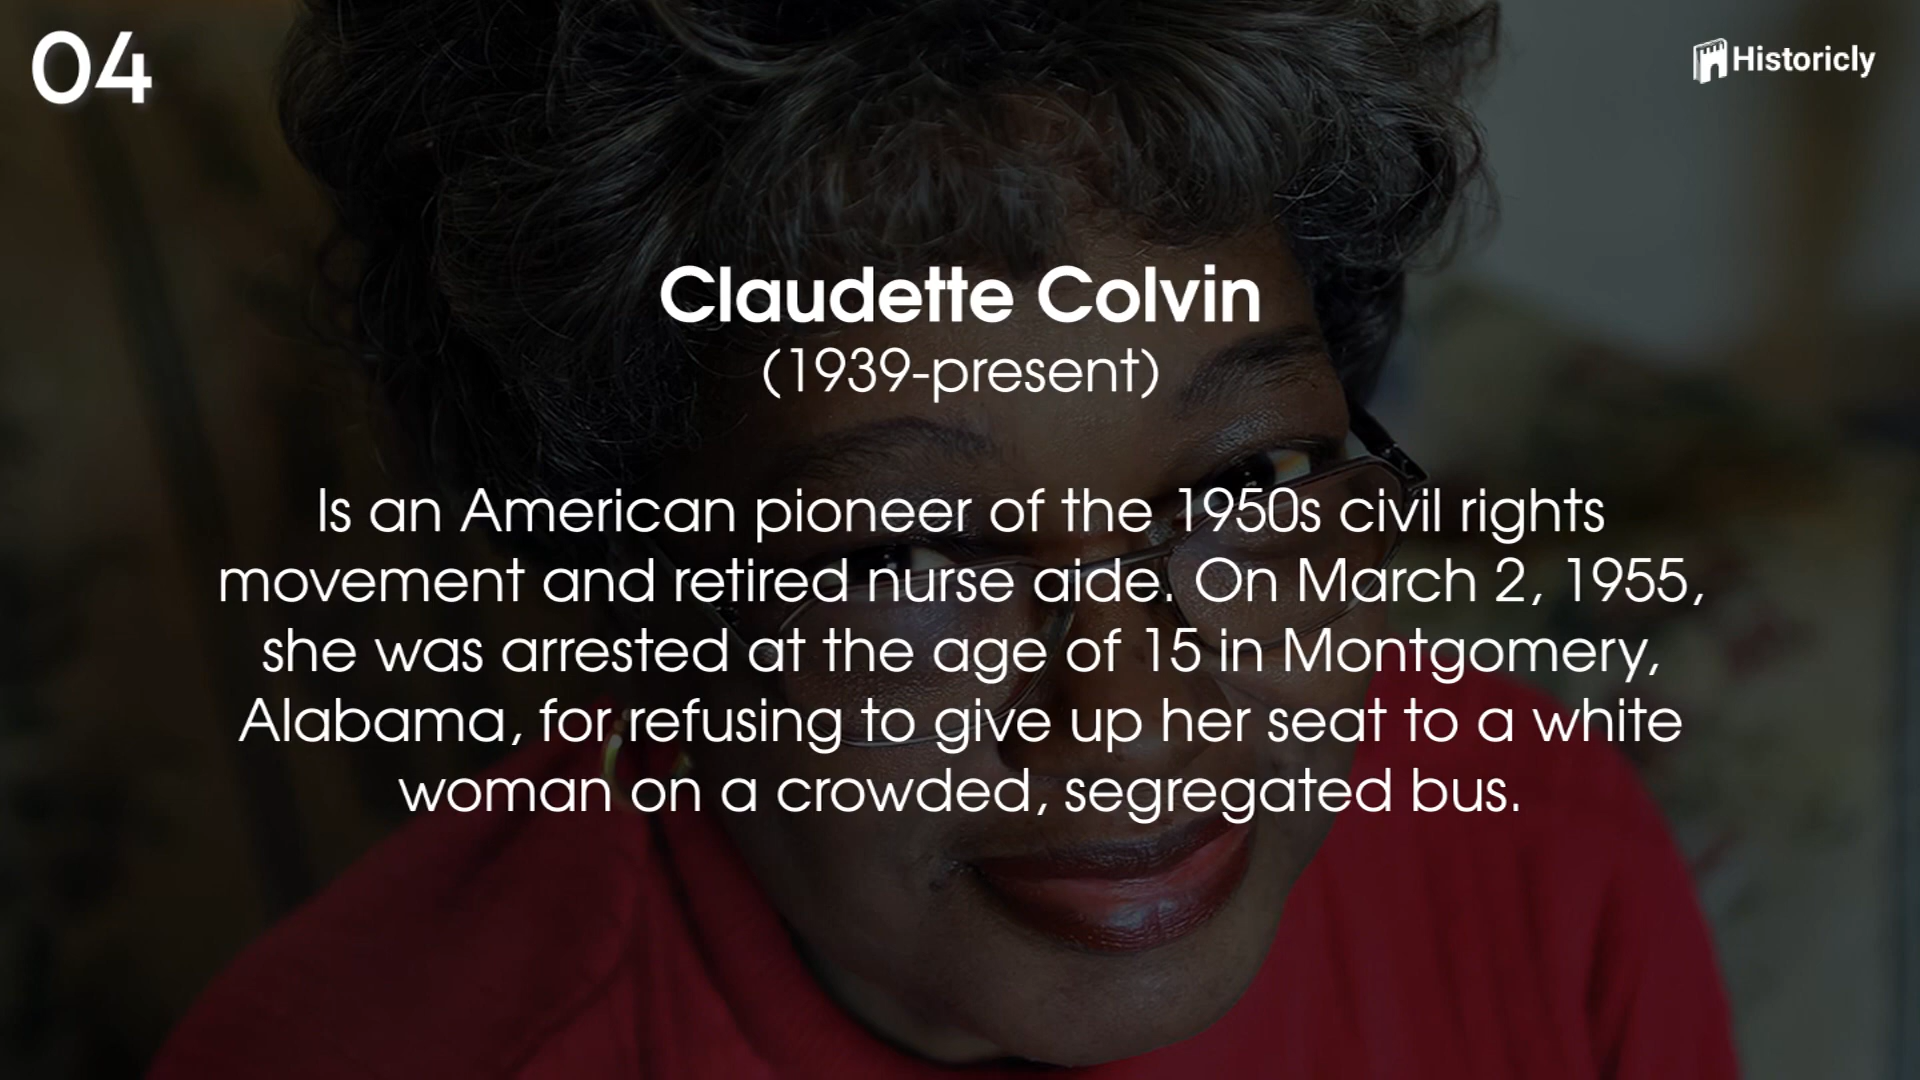 04
Historicly
Claudette Colvin
(1939-present)
Is an American pioneer of the 1950s civil rights
movement and retired nurse aide. On March 2, 1955,
she was arrested at the age of 15 in Montgomery,
Alabama, for refusing to give up her seat to a white
woman on a crowded, segregated bus.